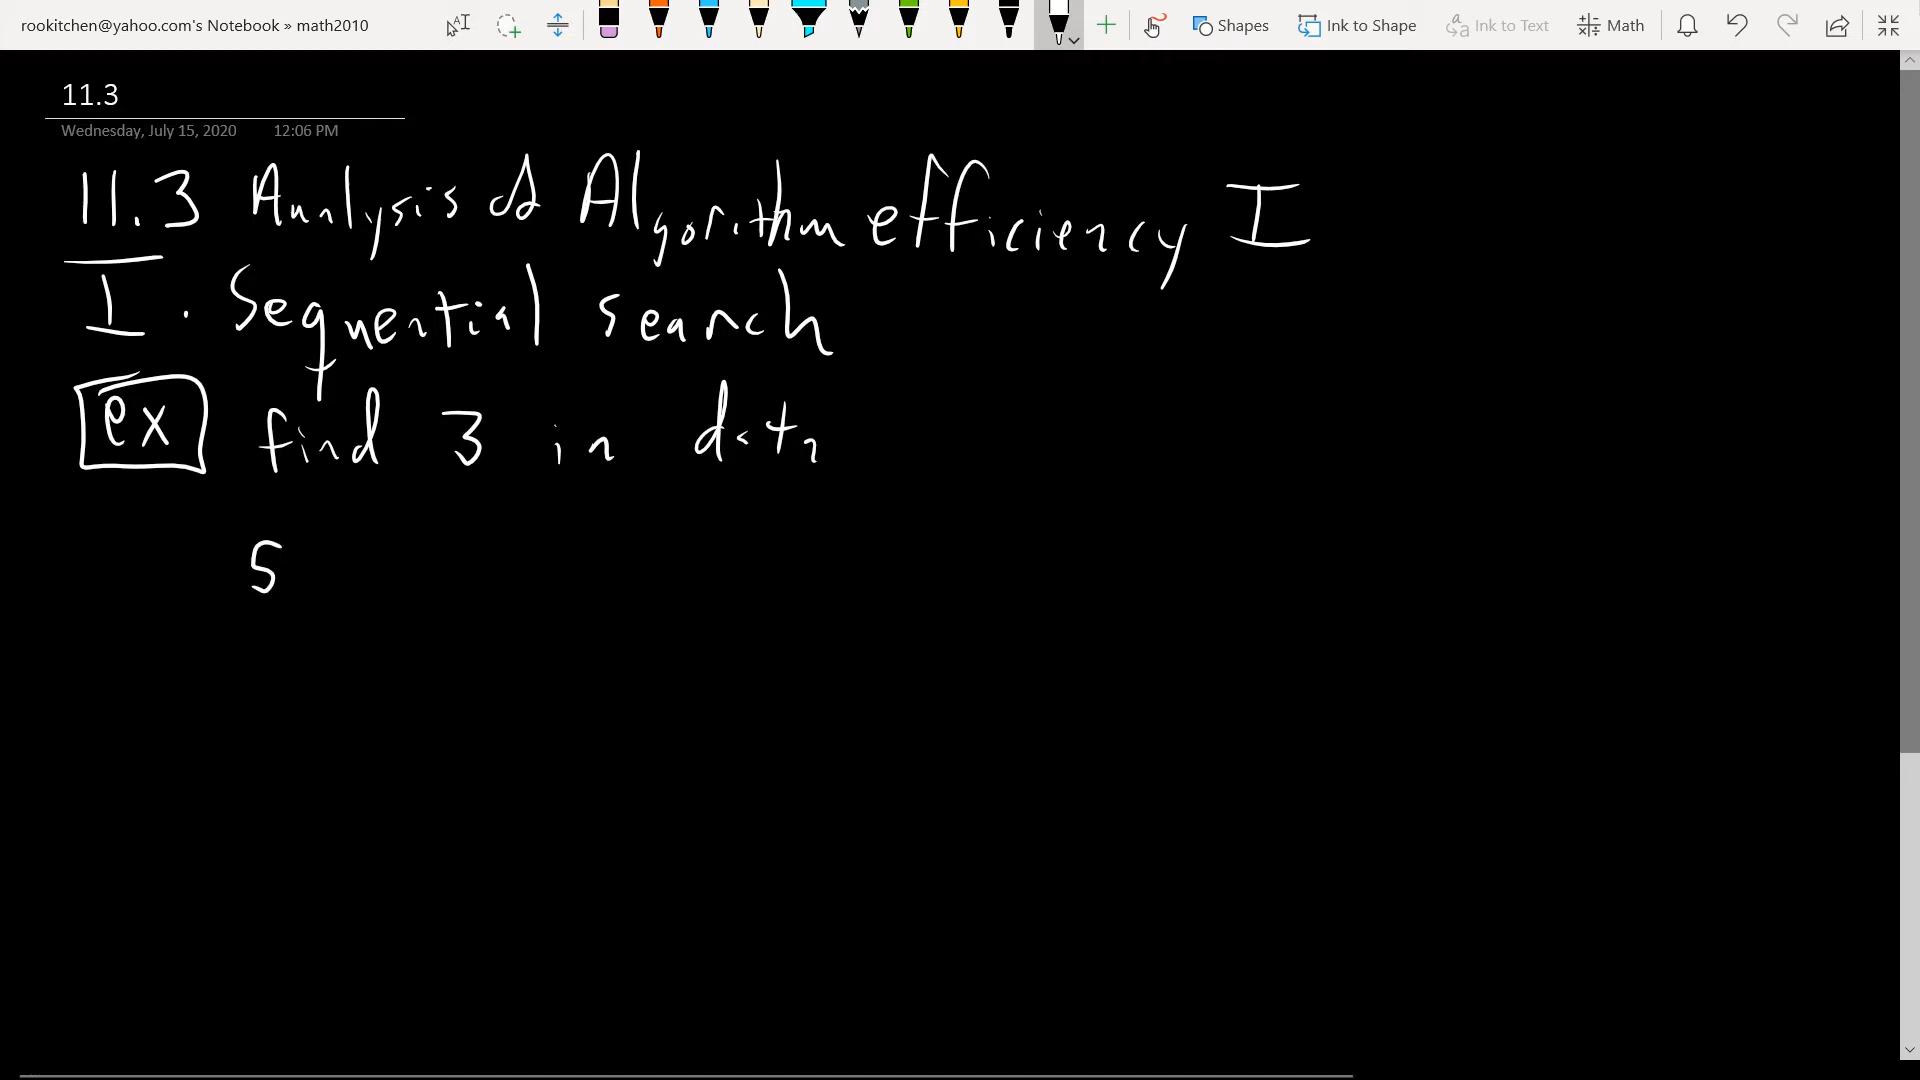 rookitchen@yahoo.com's Notebook » math2010
Shapes
Ink to Shape
Ink to Text
Math
11.3
Wednesday, July 15, 2020 12:06 PM
11.3 Analysis of Algorithm efficiency I
I. Sequential search
ex find 3 in data
5